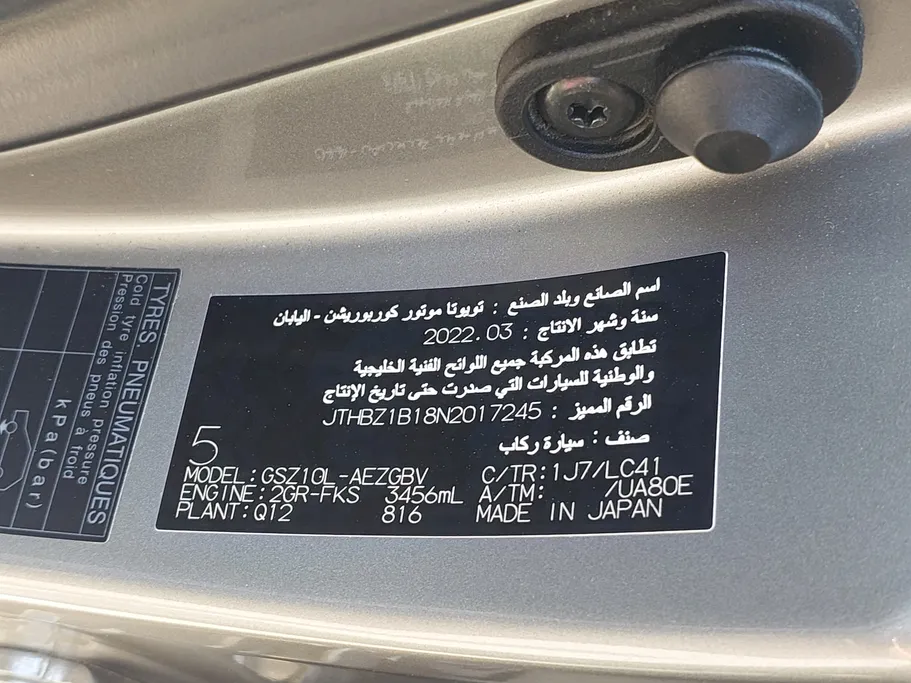 اسم الصانع وبلد الصنع : تويوتا موتور كوربوريشن - اليابان
سنة وشهر الانتاج : 2022.03
تطابق هذه المركبة جميع اللوائح الفنية الخليجية
والوطنية للسيارات التي صدرت حتى تاريخ الإنتاج
الرقم المميز : JTHBZ1B18N2017245
صنف : سيارة ركاب
5
MODEL:GSZ10L-AEZGBV C/TR:1J7/LC41
ENGINE:2GR-FKS 3456mL A/TM: /UA80E
PLANT:Q12 816 MADE IN JAPAN
TYRES, PNEUMATIQUES
Cold tyre inflation pressure
Pression des pneus à froid
kPa(bar)